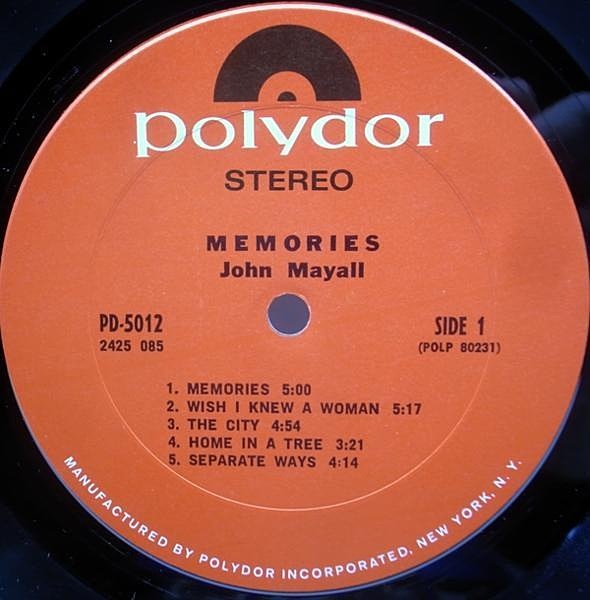 polydor
STEREO
MEMORIES
John Mayall
PD-5012
2425 085
SIDE 1
(POLP 80231)
1. MEMORIES 5:00
2. WISH I KNEW A WOMAN 5:17
3. THE CITY 4:54
4. HOME IN A TREE 3:21
5. SEPARATE WAYS 4:14
MANUFACTURED BY POLYDOR INCORPORATED, NEW YORK, N. Y.